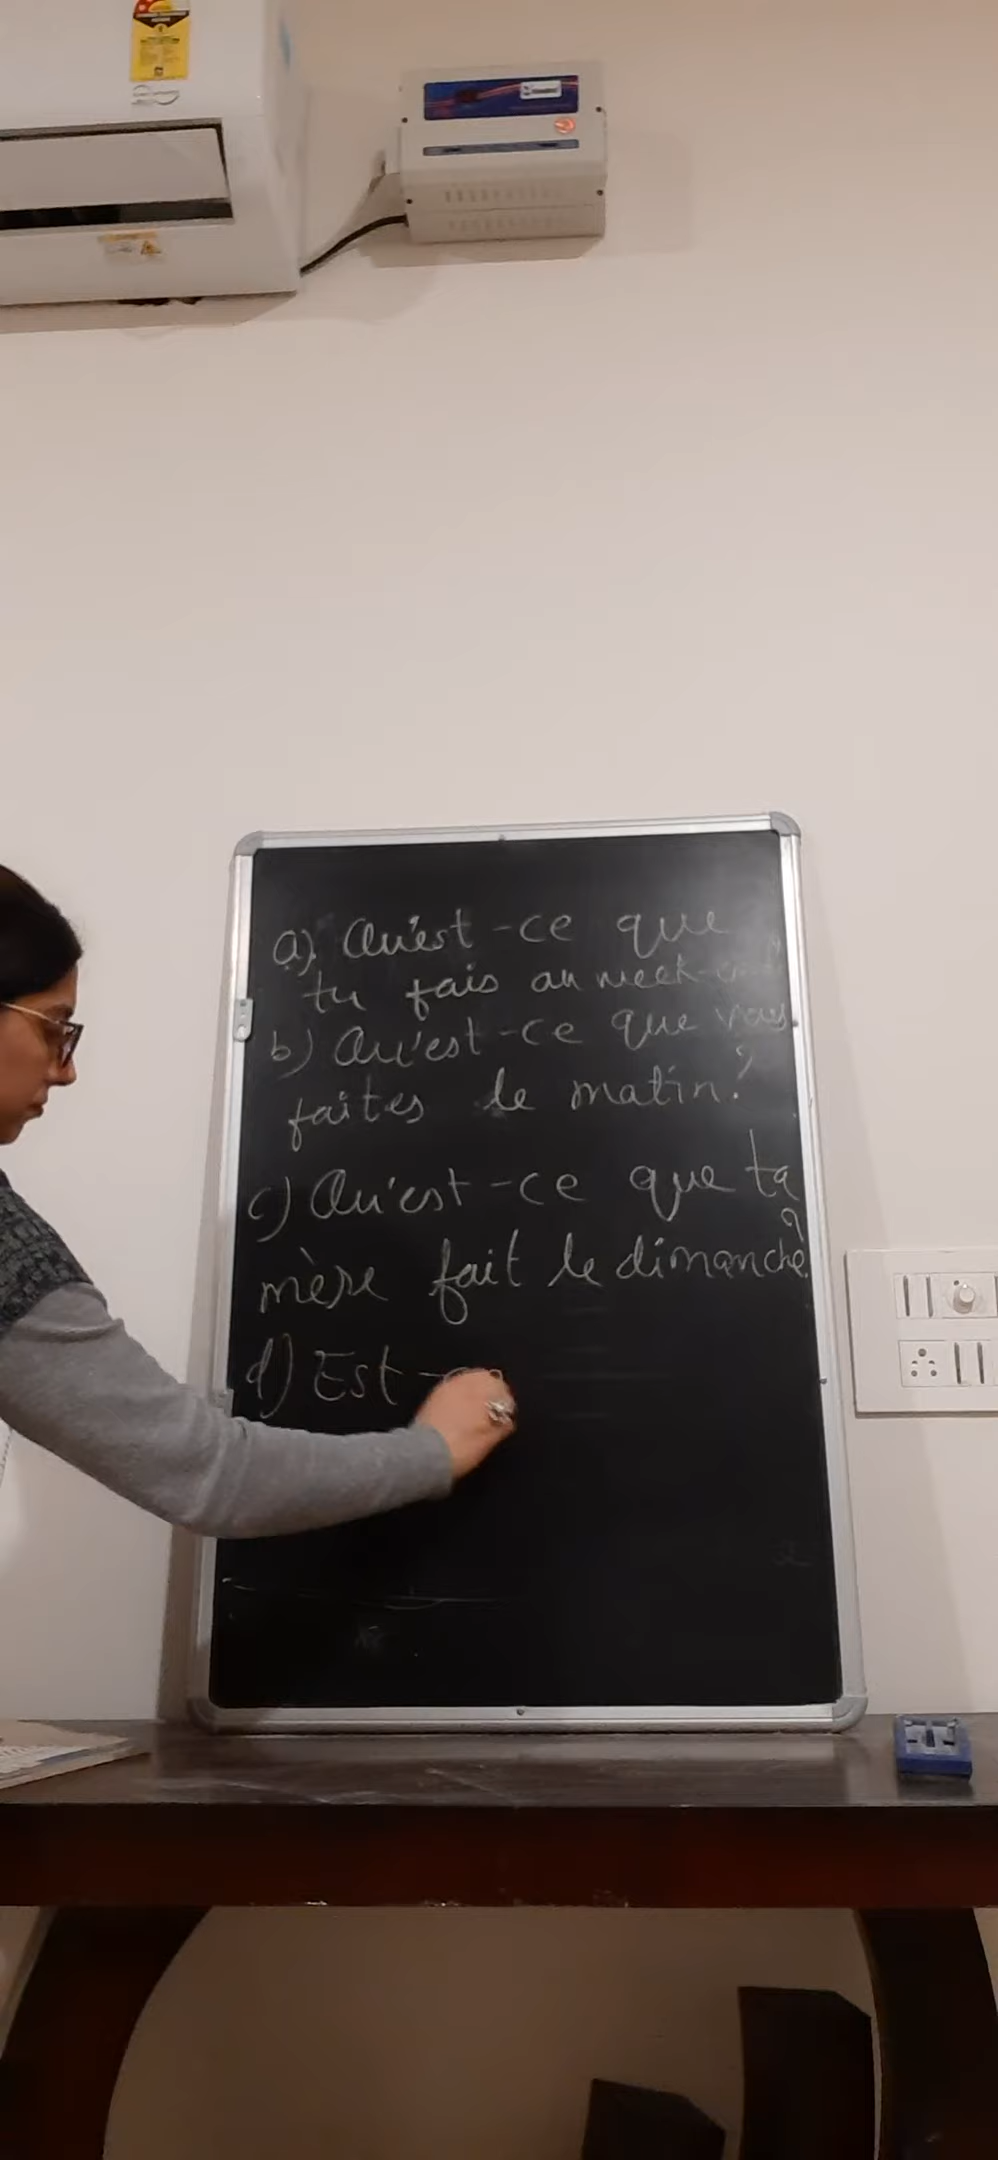 a). Qu'est-ce que
tu fais au week-end
b) Qu'est-ce que vous
faites le matin?
c) Qu'est-ce que ta
mère fait le dimanche?
d) Est-ce